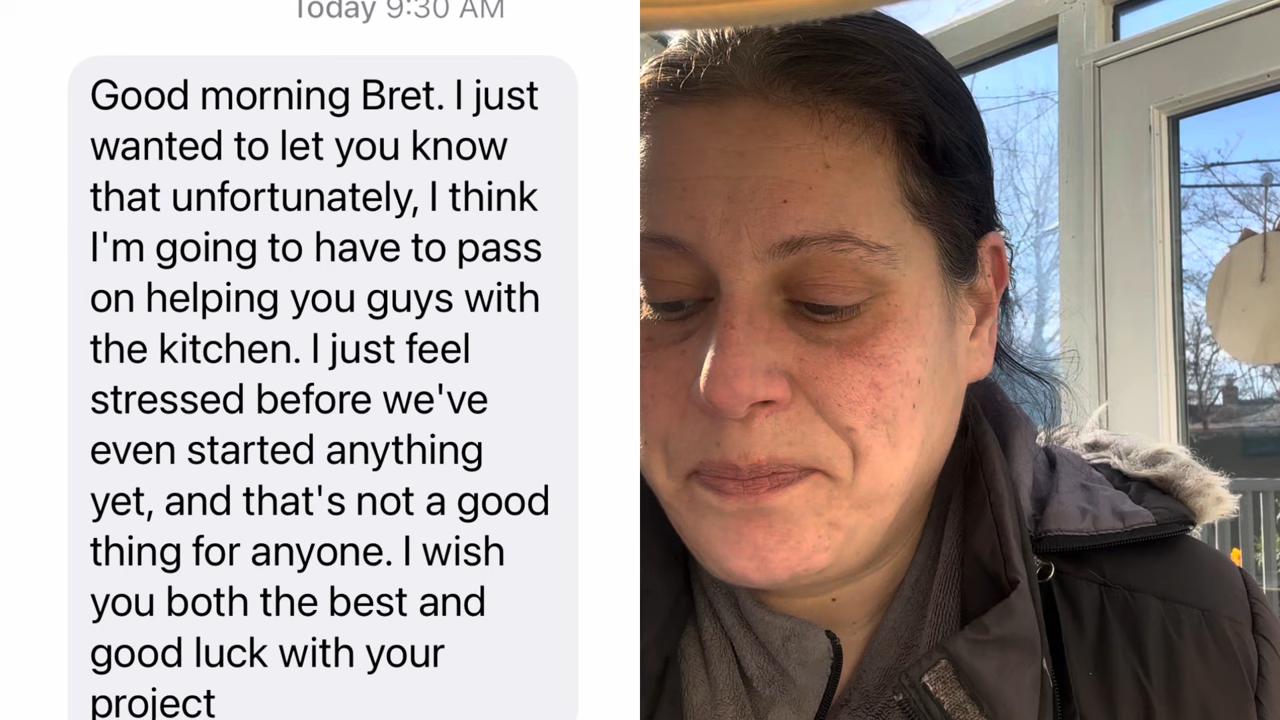 Today 9:30 AM
Good morning Bret. I just
wanted to let you know
that unfortunately, I think
I'm going to have to pass
on helping you guys with
the kitchen. I just feel
stressed before we've
even started anything
yet, and that's not a good
thing for anyone. I wish
you both the best and
good luck with your
project